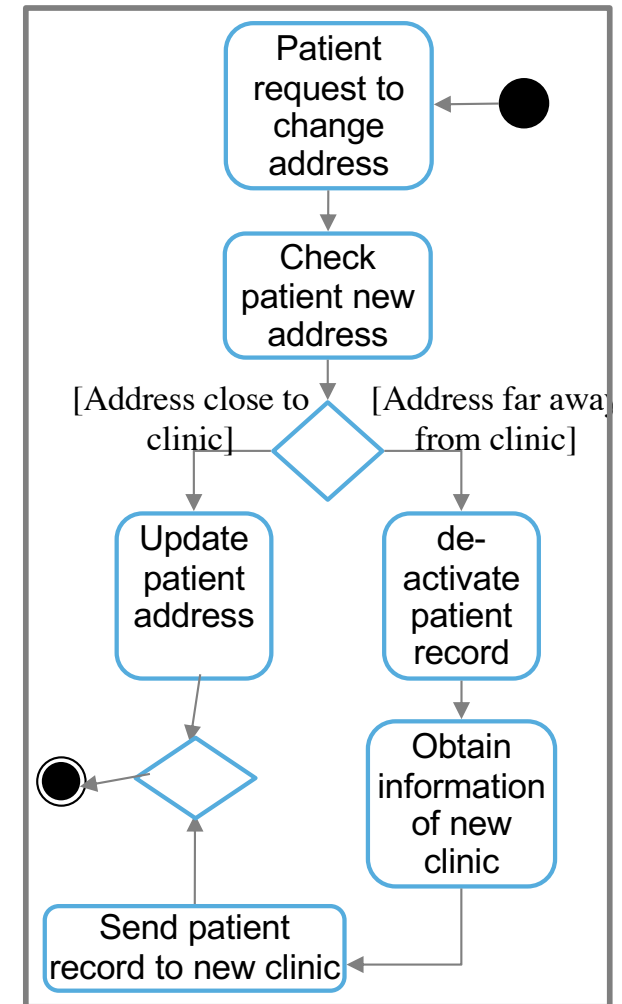 Patient
request to
change
address
Check
patient new
address
[Address close to
clinic]
[Address far away
from clinic]
Update
patient
address
de-
activate
patient
record
Obtain
information
of new
clinic
Send patient
record to new clinic